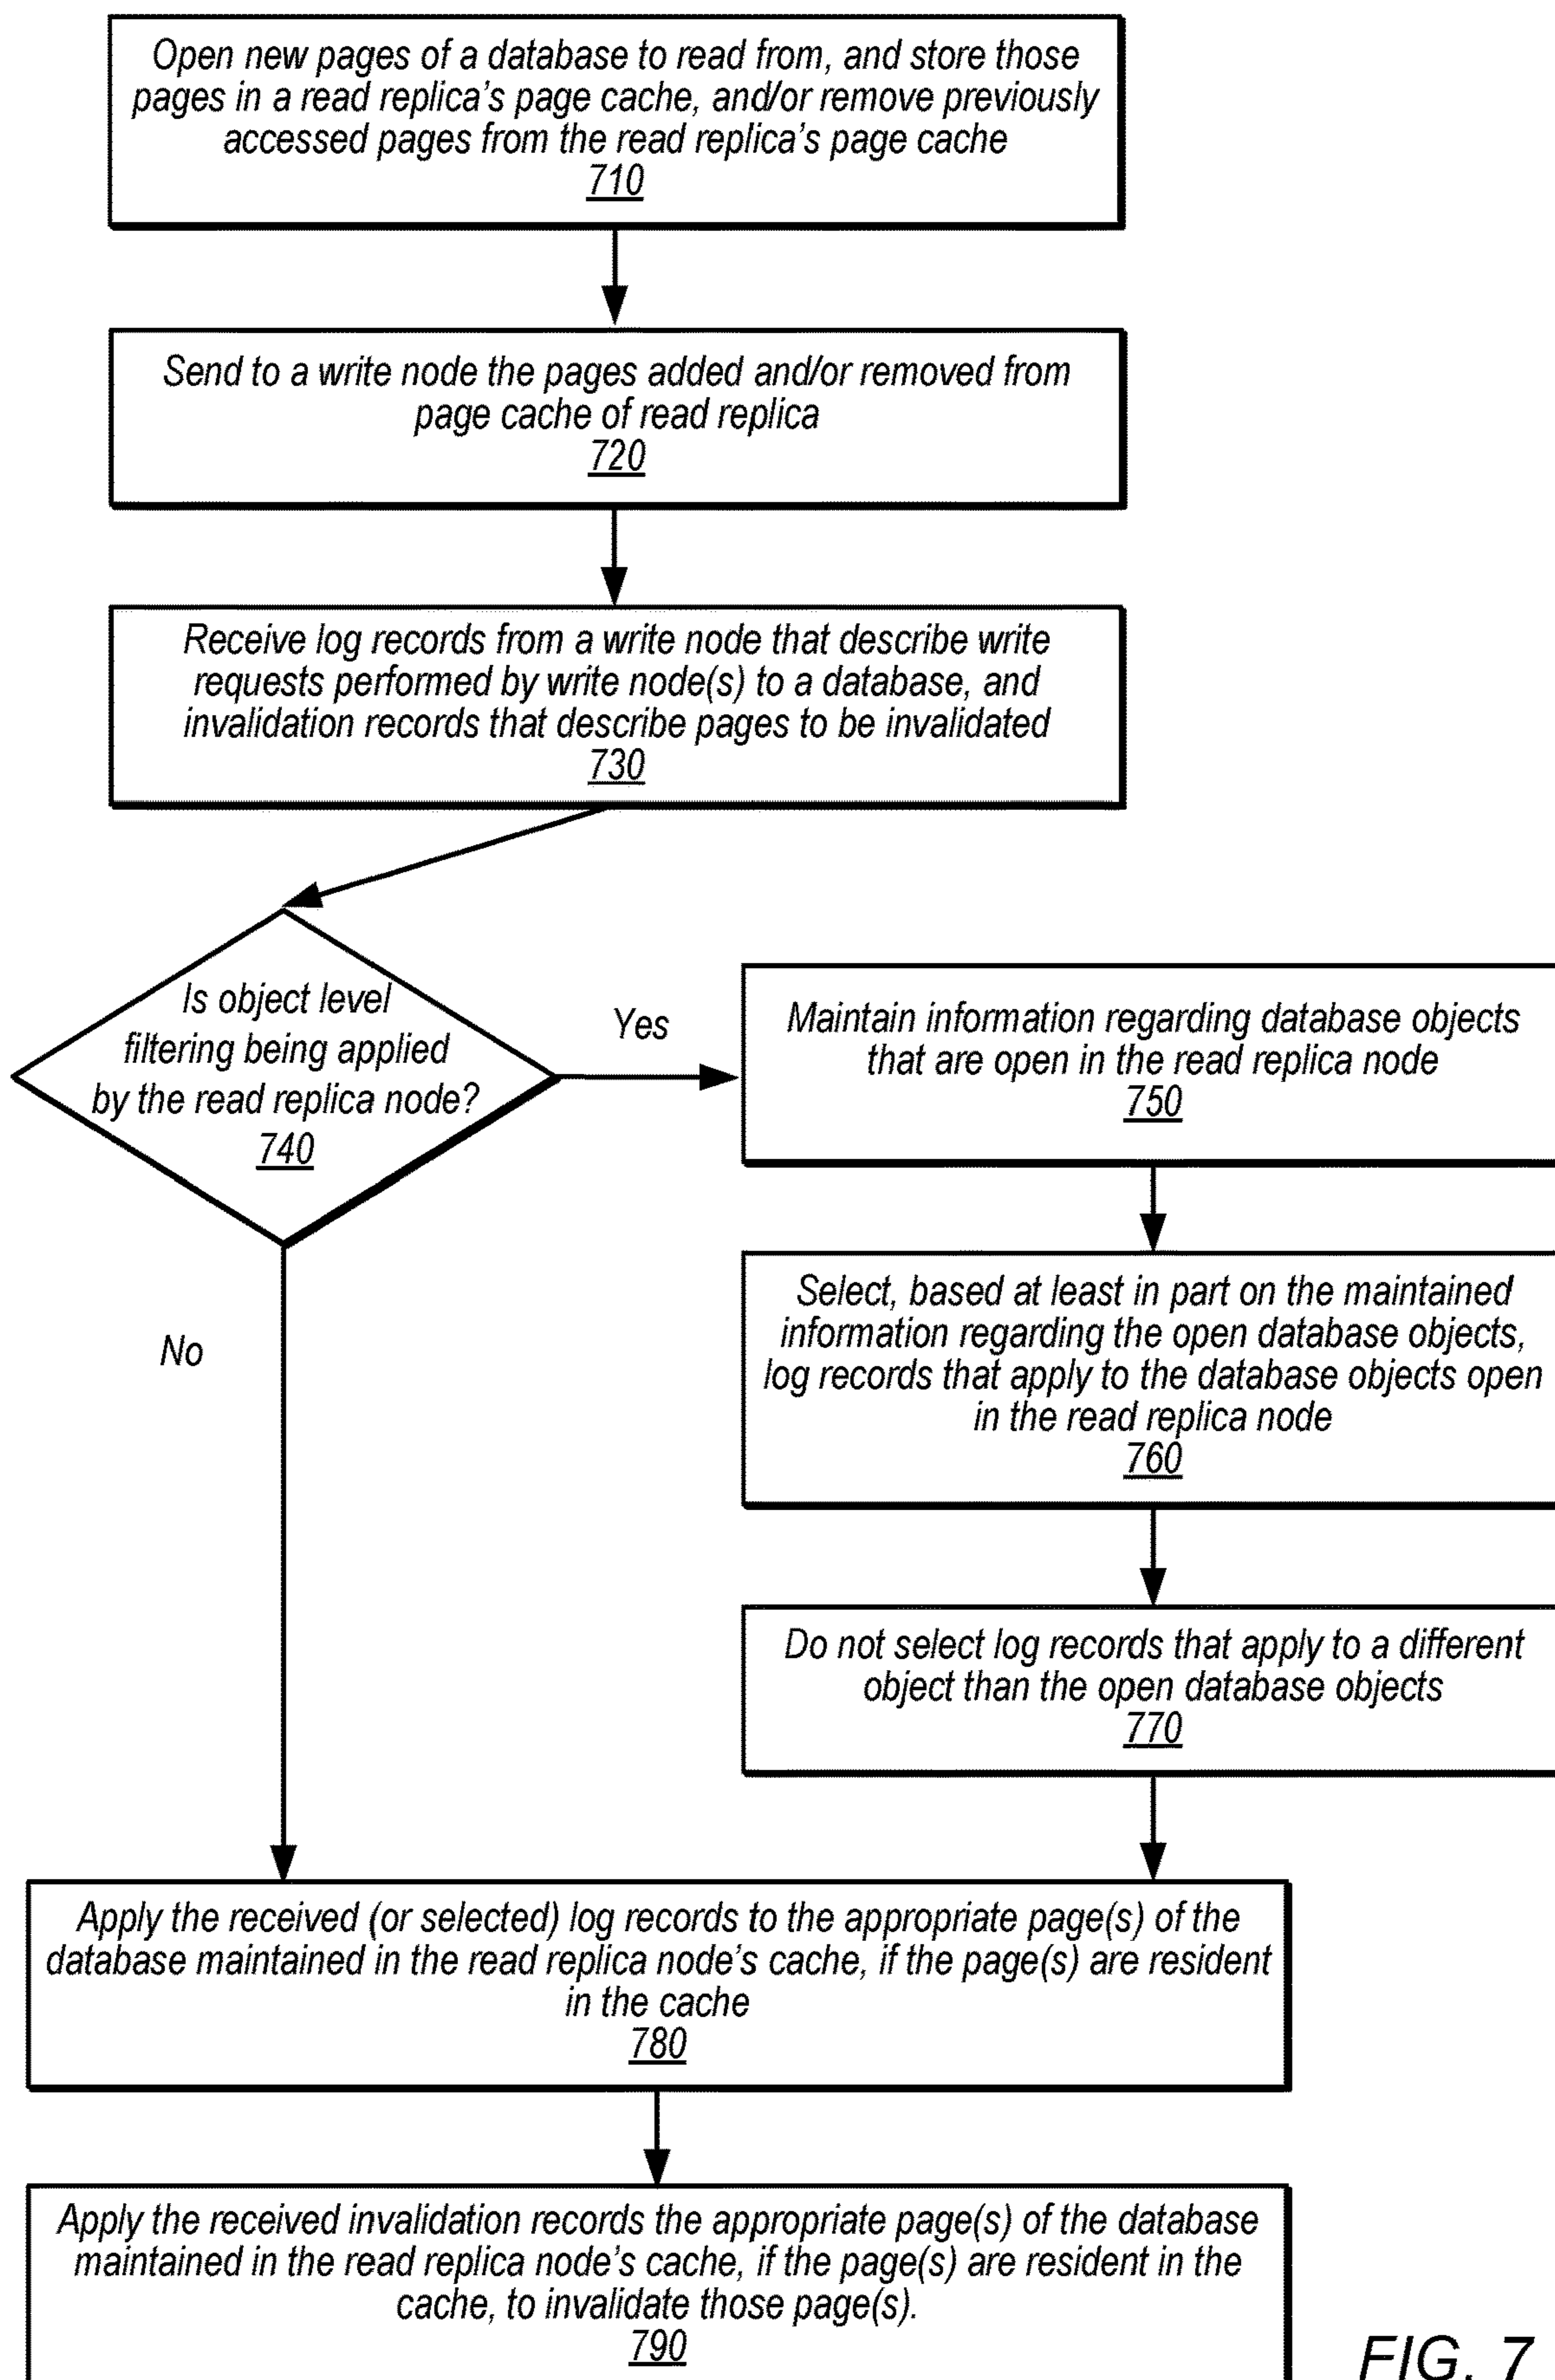 Open new pages of a database to read from, and store those
pages in a read replica's page cache, and/or remove previously
accessed pages from the read replica's page cache
710
Send to a write node the pages added and/or removed from
page cache of read replica
720
Receive log records from a write node that describe write
requests performed by write node(s) to a database, and
invalidation records that describe pages to be invalidated
730
Is object level
filtering being applied
by the read replica node?
740
Yes
Maintain information regarding database objects
that are open in the read replica node
750
Select, based at least in part on the maintained
information regarding the open database objects,
log records that apply to the database objects open
in the read replica node
760
No
Do not select log records that apply to a different
object than the open database objects
770
Apply the received (or selected) log records to the appropriate page(s) of the
database maintained in the read replica node's cache, if the page(s) are resident
in the cache
780
Apply the received invalidation records the appropriate page(s) of the database
maintained in the read replica node's cache, if the page(s) are resident in the
cache, to invalidate those page(s).
790
FIG. 7